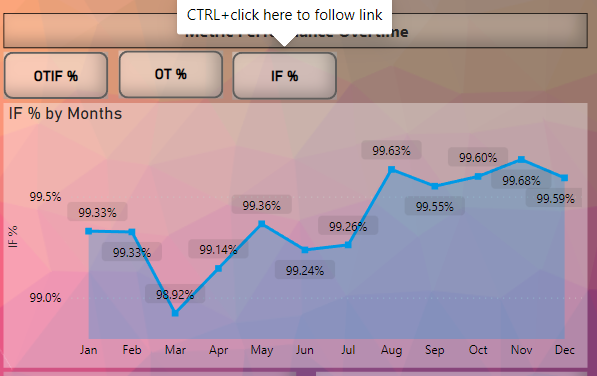 CTRL+click here to follow link
Metric Performance Overtime
OTIF %
OT %
IF %
IF % by Months
IF %
99.5%
99.0%
99.33%
99.33%
98.92%
99.14%
99.36%
99.24%
99.26%
99.63%
99.55%
99.60%
99.68%
99.59%
Jan Feb Mar Apr May Jun Jul Aug Sep Oct Nov Dec